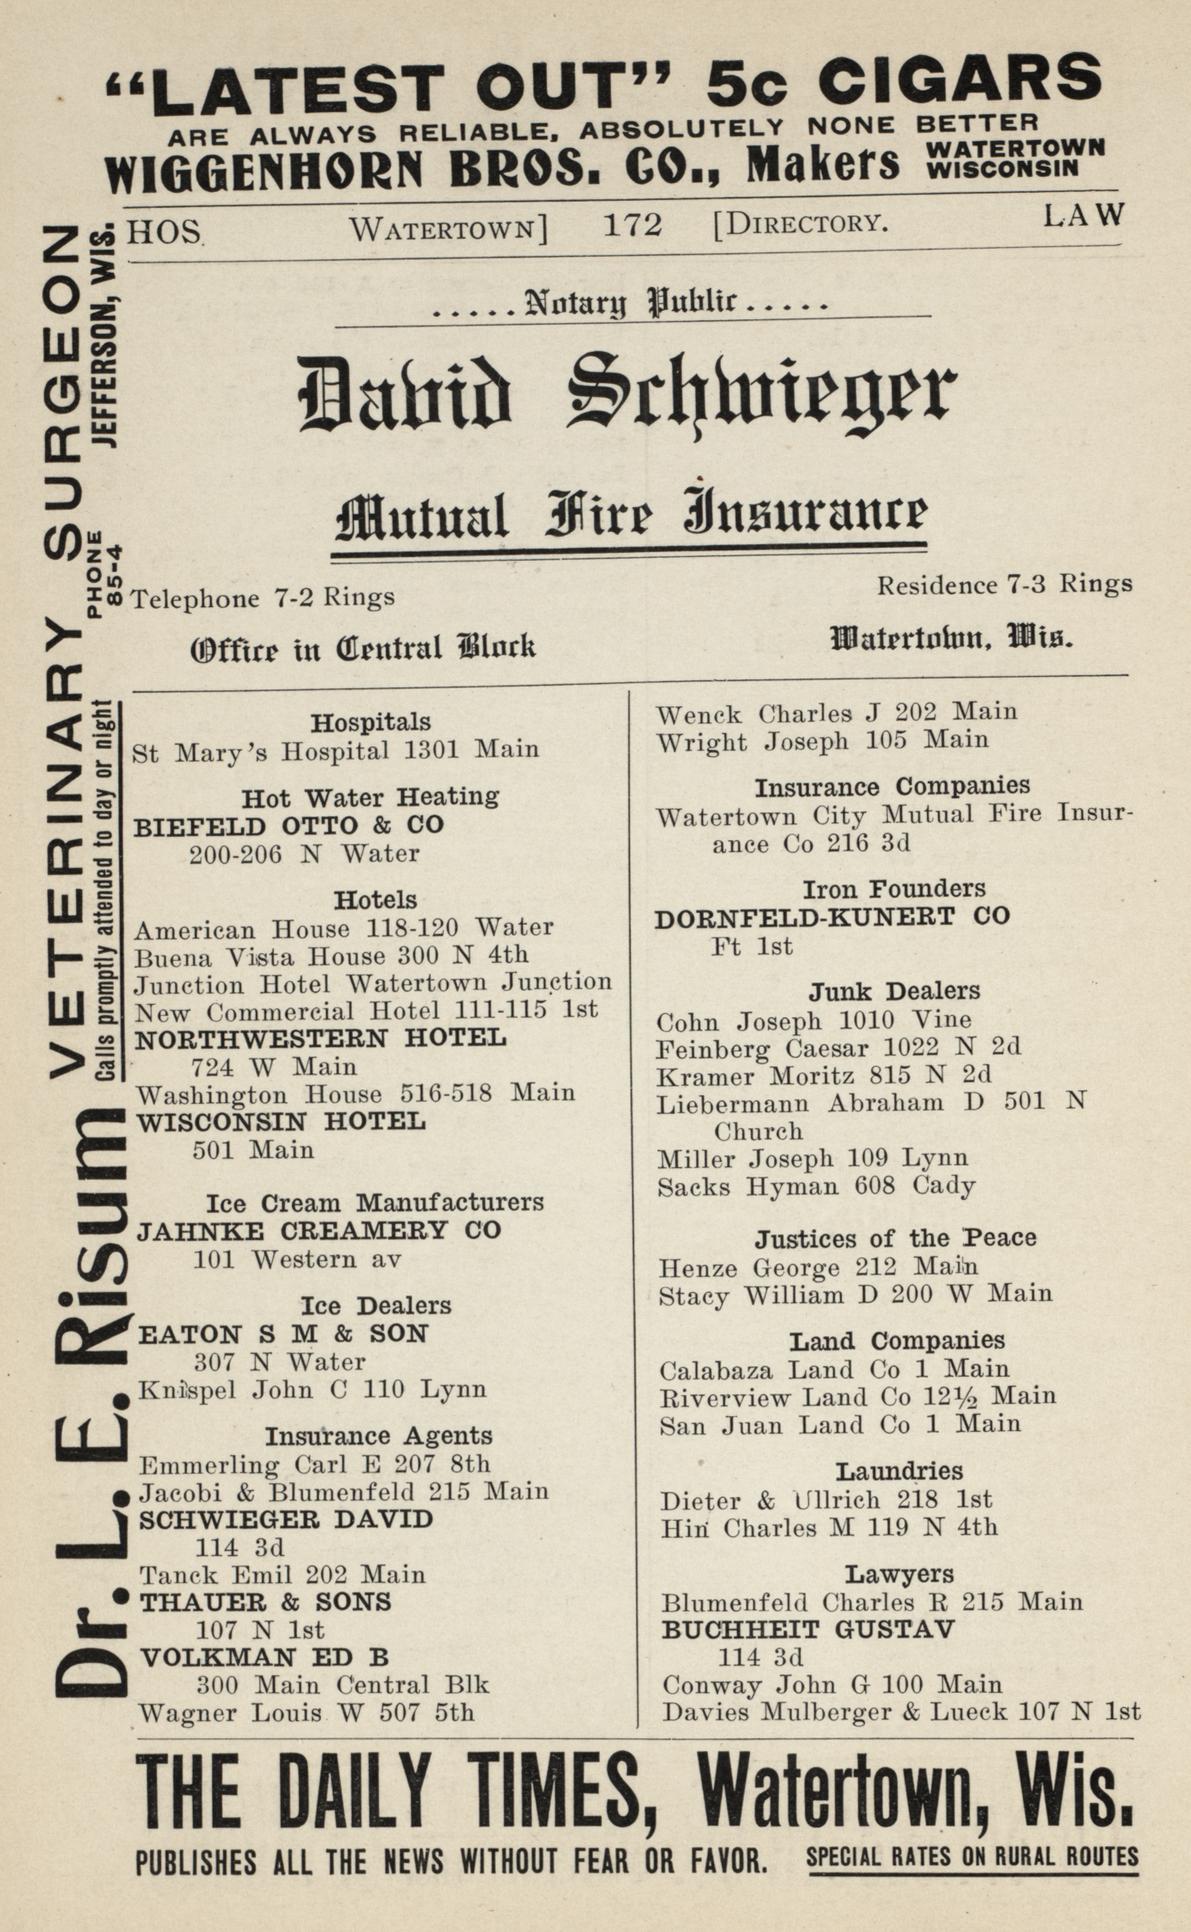 “LATEST OUT” 5c CIGARS
ARE ALWAYS RELIABLE, ABSOLUTELY NONE BETTER
WIGGENHORN BROS. CO., Makers WATERTOWN WISCONSIN
HOS. WATERTOWN] 172 [DIRECTORY. LAW
.....Notary Public.....
David Schwieger
Mutual Fire Insurance
Telephone 7-2 Rings
Residence 7-3 Rings
Office in Central Block
Watertown, Wis.
Hospitals
St Mary's Hospital 1301 Main
Hot Water Heating
BIEFELD OTTO & CO
200-206 N Water
Hotels
American House 118-120 Water
Buena Vista House 300 N 4th
Junction Hotel Watertown Junction
New Commercial Hotel 111-115 1st
NORTHWESTERN HOTEL
724 W Main
Washington House 516-518 Main
WISCONSIN HOTEL
501 Main
Ice Cream Manufacturers
JAHNKE CREAMERY CO
101 Western av
Ice Dealers
EATON S M & SON
307 N Water
Knispel John C 110 Lynn
Insurance Agents
Emmerling Carl E 207 8th
Jacobi & Blumenfeld 215 Main
SCHWIEGER DAVID
114 3d
Tanck Emil 202 Main
THAUER & SONS
107 N 1st
VOLKMAN ED B
300 Main Central Blk
Wagner Louis W 507 5th
Wenck Charles J 202 Main
Wright Joseph 105 Main
Insurance Companies
Watertown City Mutual Fire Insur-
ance Co 216 3d
Iron Founders
DORNFELD-KUNERT CO
Ft 1st
Junk Dealers
Cohn Joseph 1010 Vine
Feinberg Caesar 1022 N 2d
Kramer Moritz 815 N 2d
Liebermann Abraham D 501 N
Church
Miller Joseph 109 Lynn
Sacks Hyman 608 Cady
Justices of the Peace
Henze George 212 Main
Stacy William D 200 W Main
Land Companies
Calabaza Land Co 1 Main
Riverview Land Co 12½ Main
San Juan Land Co 1 Main
Laundries
Dieter & Ullrich 218 1st
Hin Charles M 119 N 4th
Lawyers
Blumenfeld Charles R 215 Main
BUCHHEIT GUSTAV
114 3d
Conway John G 100 Main
Davies Mulberger & Lueck 107 N 1st
Dr. L. E. Risum VETERINARY SURGEON
Calls promptly attended to day or night
PHONE 85-4
JEFFERSON, WIS.
THE DAILY TIMES, Watertown, Wis.
PUBLISHES ALL THE NEWS WITHOUT FEAR OR FAVOR. SPECIAL RATES ON RURAL ROUTES